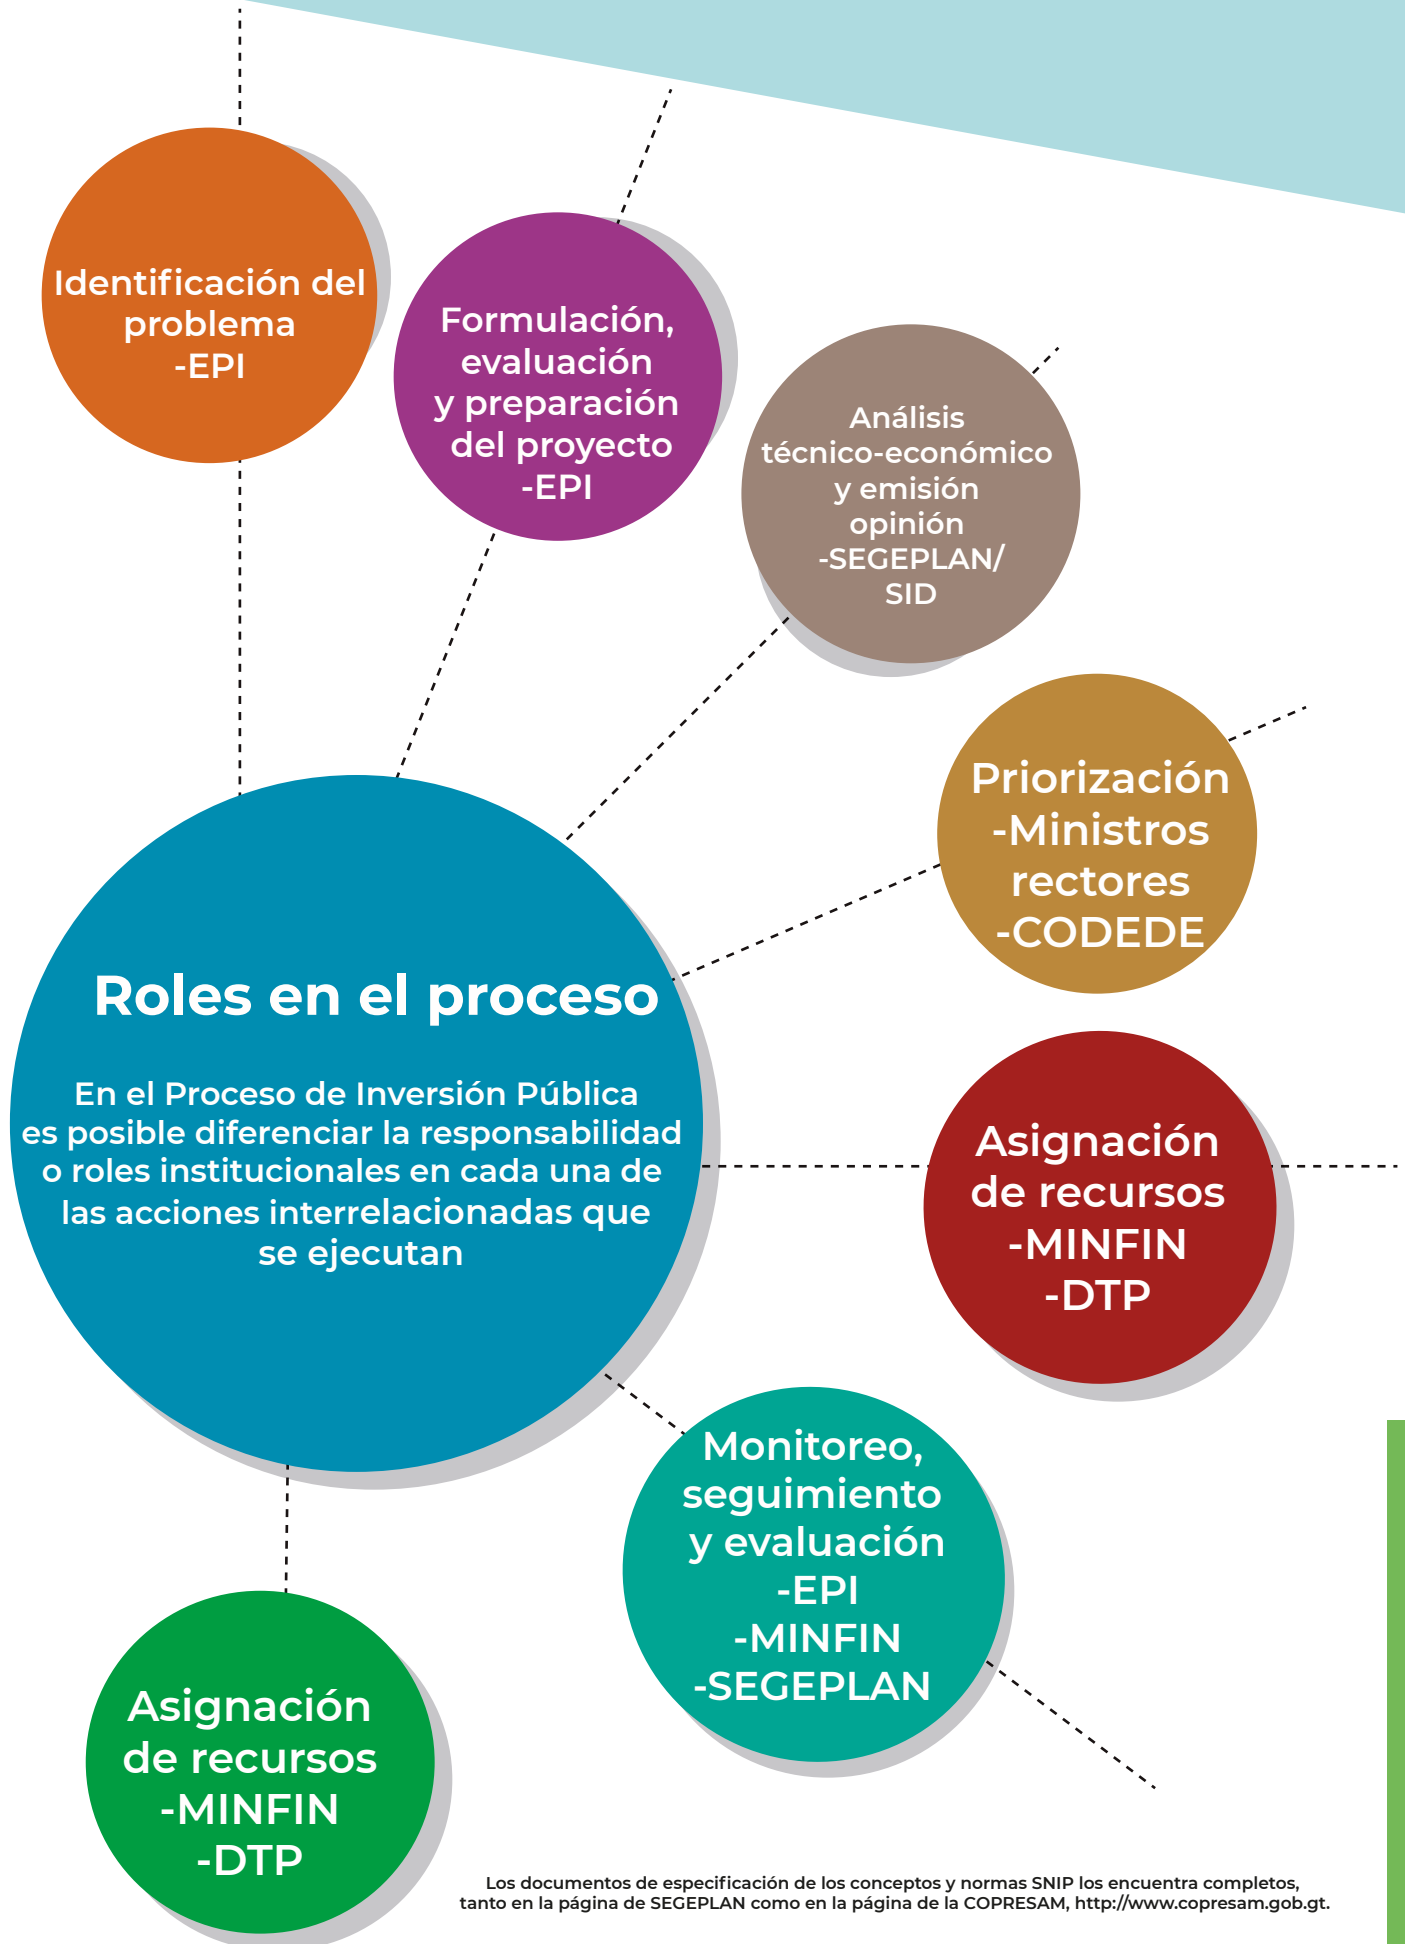 Identificación del
problema
-EPI
Formulación,
evaluación
y preparación
del proyecto
-EPI
Análisis
técnico-económico
y emisión
opinión
-SEGEPLAN/
SID
Priorización
-Ministros
rectores
-CODEDE
Roles en el proceso
En el Proceso de Inversión Pública
es posible diferenciar la responsabilidad
o roles institucionales en cada una de
las acciones interrelacionadas que
se ejecutan
Asignación
de recursos
-MINFIN
-DTP
Monitoreo,
seguimiento
y evaluación
-EPI
-MINFIN
-SEGEPLAN
Asignación
de recursos
-MINFIN
-DTP
Los documentos de especificación de los conceptos y normas SNIP los encuentra completos,
tanto en la página de SEGEPLAN como en la página de la COPRESAM, http://www.copresam.gob.gt.